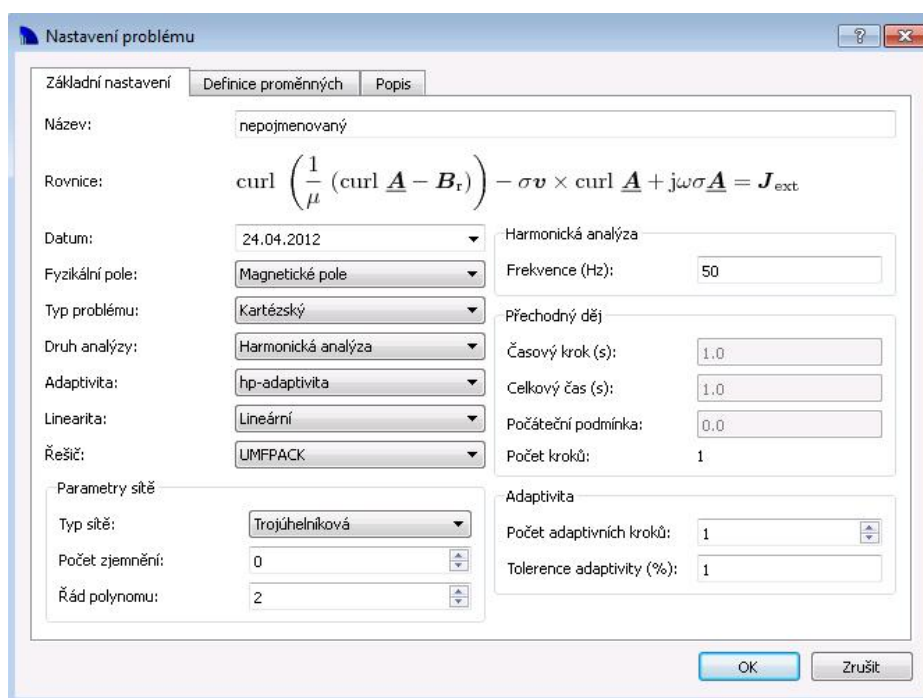 Nastavení problému
Základní nastavení
Definice proměnných
Popis
Název:
nepojmenovaný
Rovnice:
curl (1/μ (curl A − B_r)) − σv × curl A + jωσA = J_ext
Datum:
24.04.2012
Fyzikální pole:
Magnetické pole
Typ problému:
Kartézský
Druh analýzy:
Harmonická analýza
Adaptivita:
hp-adaptivita
Linearita:
Lineární
Řešič:
UMFPACK
Parametry sítě
Typ sítě:
Trojúhelníková
Počet zjemnění:
0
Řád polynomu:
2
Harmonická analýza
Frekvence (Hz):
50
Přechodný děj
Časový krok (s):
1.0
Celkový čas (s):
1.0
Počáteční podmínka:
0.0
Počet kroků:
1
Adaptivita
Počet adaptivních kroků:
1
Tolerence adaptivity (%):
1
OK
Zrušit